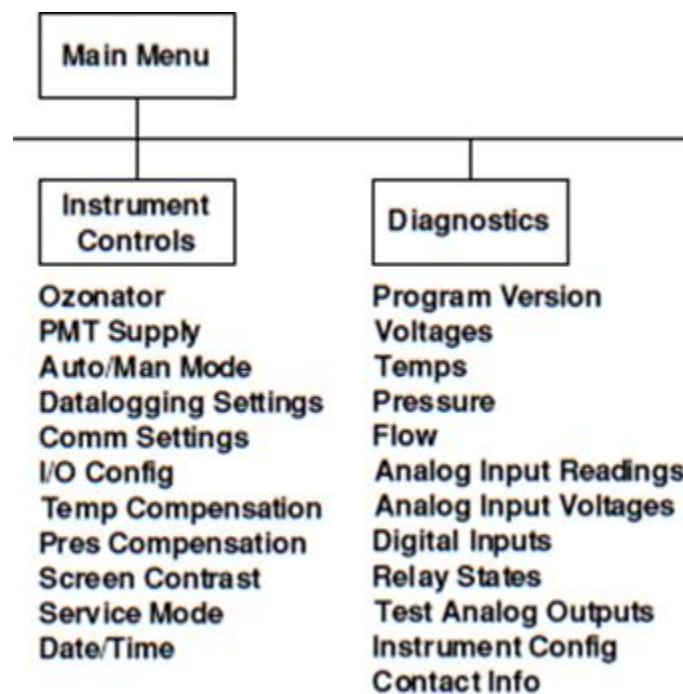 Main Menu
Instrument
Controls
Ozonator
PMT Supply
Auto/Man Mode
Datalogging Settings
Comm Settings
I/O Config
Temp Compensation
Pres Compensation
Screen Contrast
Service Mode
Date/Time
Diagnostics
Program Version
Voltages
Temps
Pressure
Flow
Analog Input Readings
Analog Input Voltages
Digital Inputs
Relay States
Test Analog Outputs
Instrument Config
Contact Info